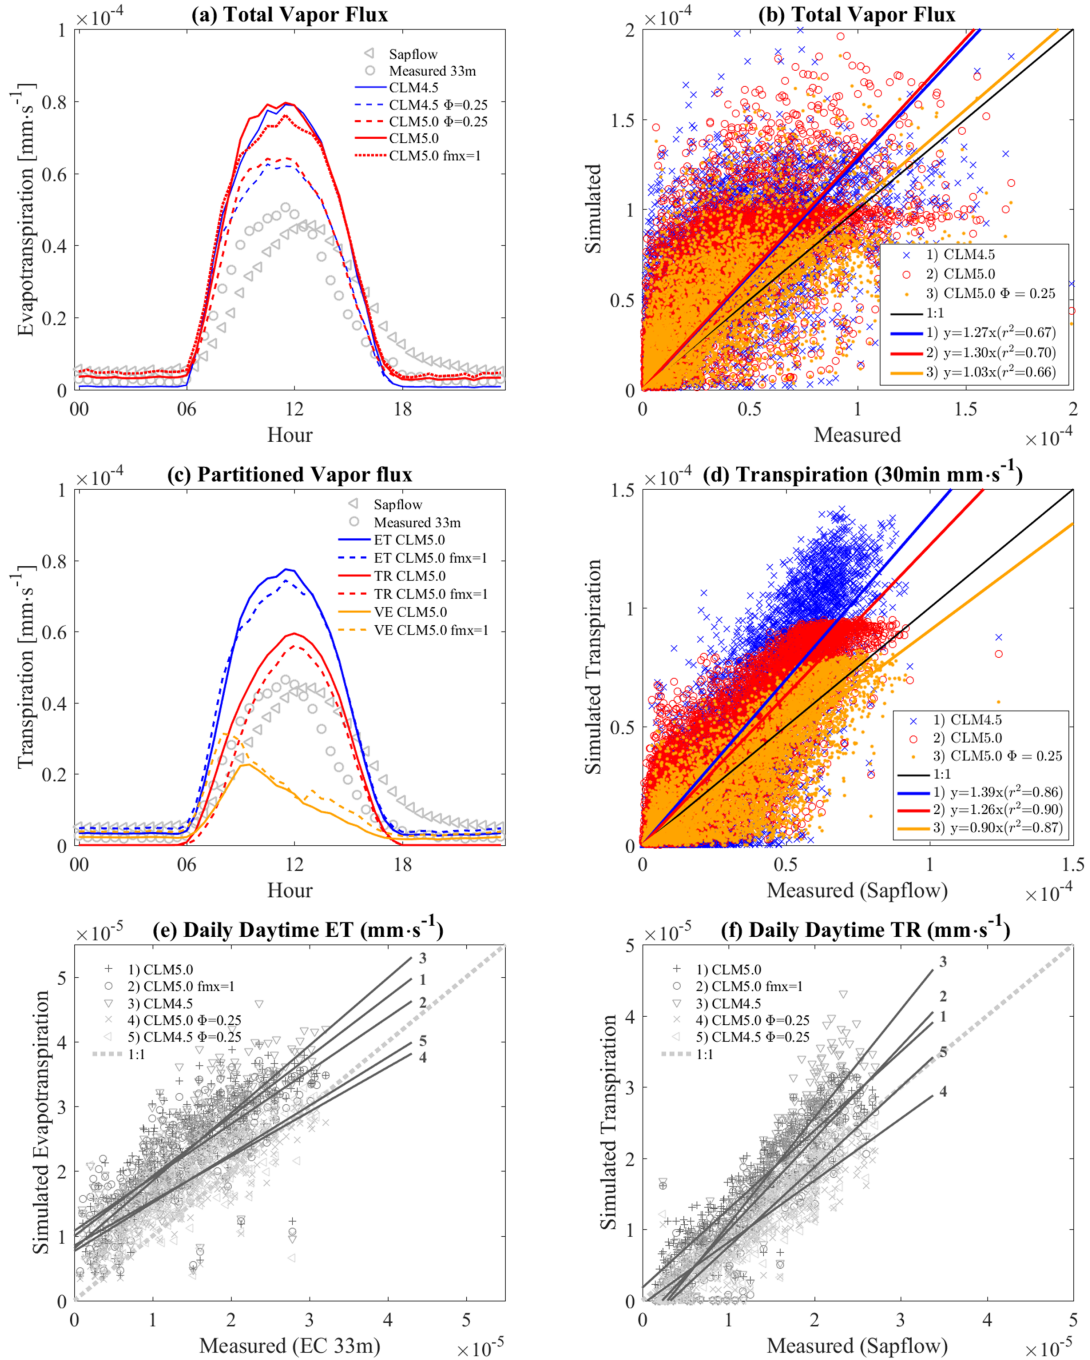 (a) Total Vapor Flux
×10⁻⁴
Evapotranspiration [mm·s⁻¹]
1
0.8
0.6
0.4
0.2
0
00
06
12
18
Hour
Sapflow
Measured 33m
CLM4.5
CLM4.5 Φ=0.25
CLM5.0 Φ=0.25
CLM5.0
CLM5.0 fmx=1
(b) Total Vapor Flux
×10⁻⁴
Simulated
2
1.5
1
0.5
0
0
0.5
1
1.5
2
×10⁻⁴
Measured
1) CLM4.5
2) CLM5.0
3) CLM5.0 Φ = 0.25
1:1
1) y=1.27x(r²=0.67)
2) y=1.30x(r²=0.70)
3) y=1.03x(r²=0.66)
(c) Partitioned Vapor flux
×10⁻⁴
Transpiration [mm·s⁻¹]
1
0.8
0.6
0.4
0.2
0
00
06
12
18
Hour
Sapflow
Measured 33m
ET CLM5.0
ET CLM5.0 fmx=1
TR CLM5.0
TR CLM5.0 fmx=1
VE CLM5.0
VE CLM5.0 fmx=1
(d) Transpiration (30min mm·s⁻¹)
×10⁻⁴
Simulated Transpiration
1.5
1
0.5
0
0
0.5
1
1.5
×10⁻⁴
Measured (Sapflow)
1) CLM4.5
2) CLM5.0
3) CLM5.0 Φ = 0.25
1:1
1) y=1.39x(r²=0.86)
2) y=1.26x(r²=0.90)
3) y=0.90x(r²=0.87)
(e) Daily Daytime ET (mm·s⁻¹)
×10⁻⁵
Simulated Evapotranspiration
5
4
3
2
1
0
0
1
2
3
4
5
×10⁻⁵
Measured (EC 33m)
1) CLM5.0
2) CLM5.0 fmx=1
3) CLM4.5
4) CLM5.0 Φ=0.25
5) CLM4.5 Φ=0.25
1:1
3
1
2
5
4
(f) Daily Daytime TR (mm·s⁻¹)
×10⁻⁵
Simulated Transpiration
5
4
3
2
1
0
0
1
2
3
4
5
×10⁻⁵
Measured (Sapflow)
1) CLM5.0
2) CLM5.0 fmx=1
3) CLM4.5
4) CLM5.0 Φ=0.25
5) CLM4.5 Φ=0.25
1:1
3
2
1
5
4